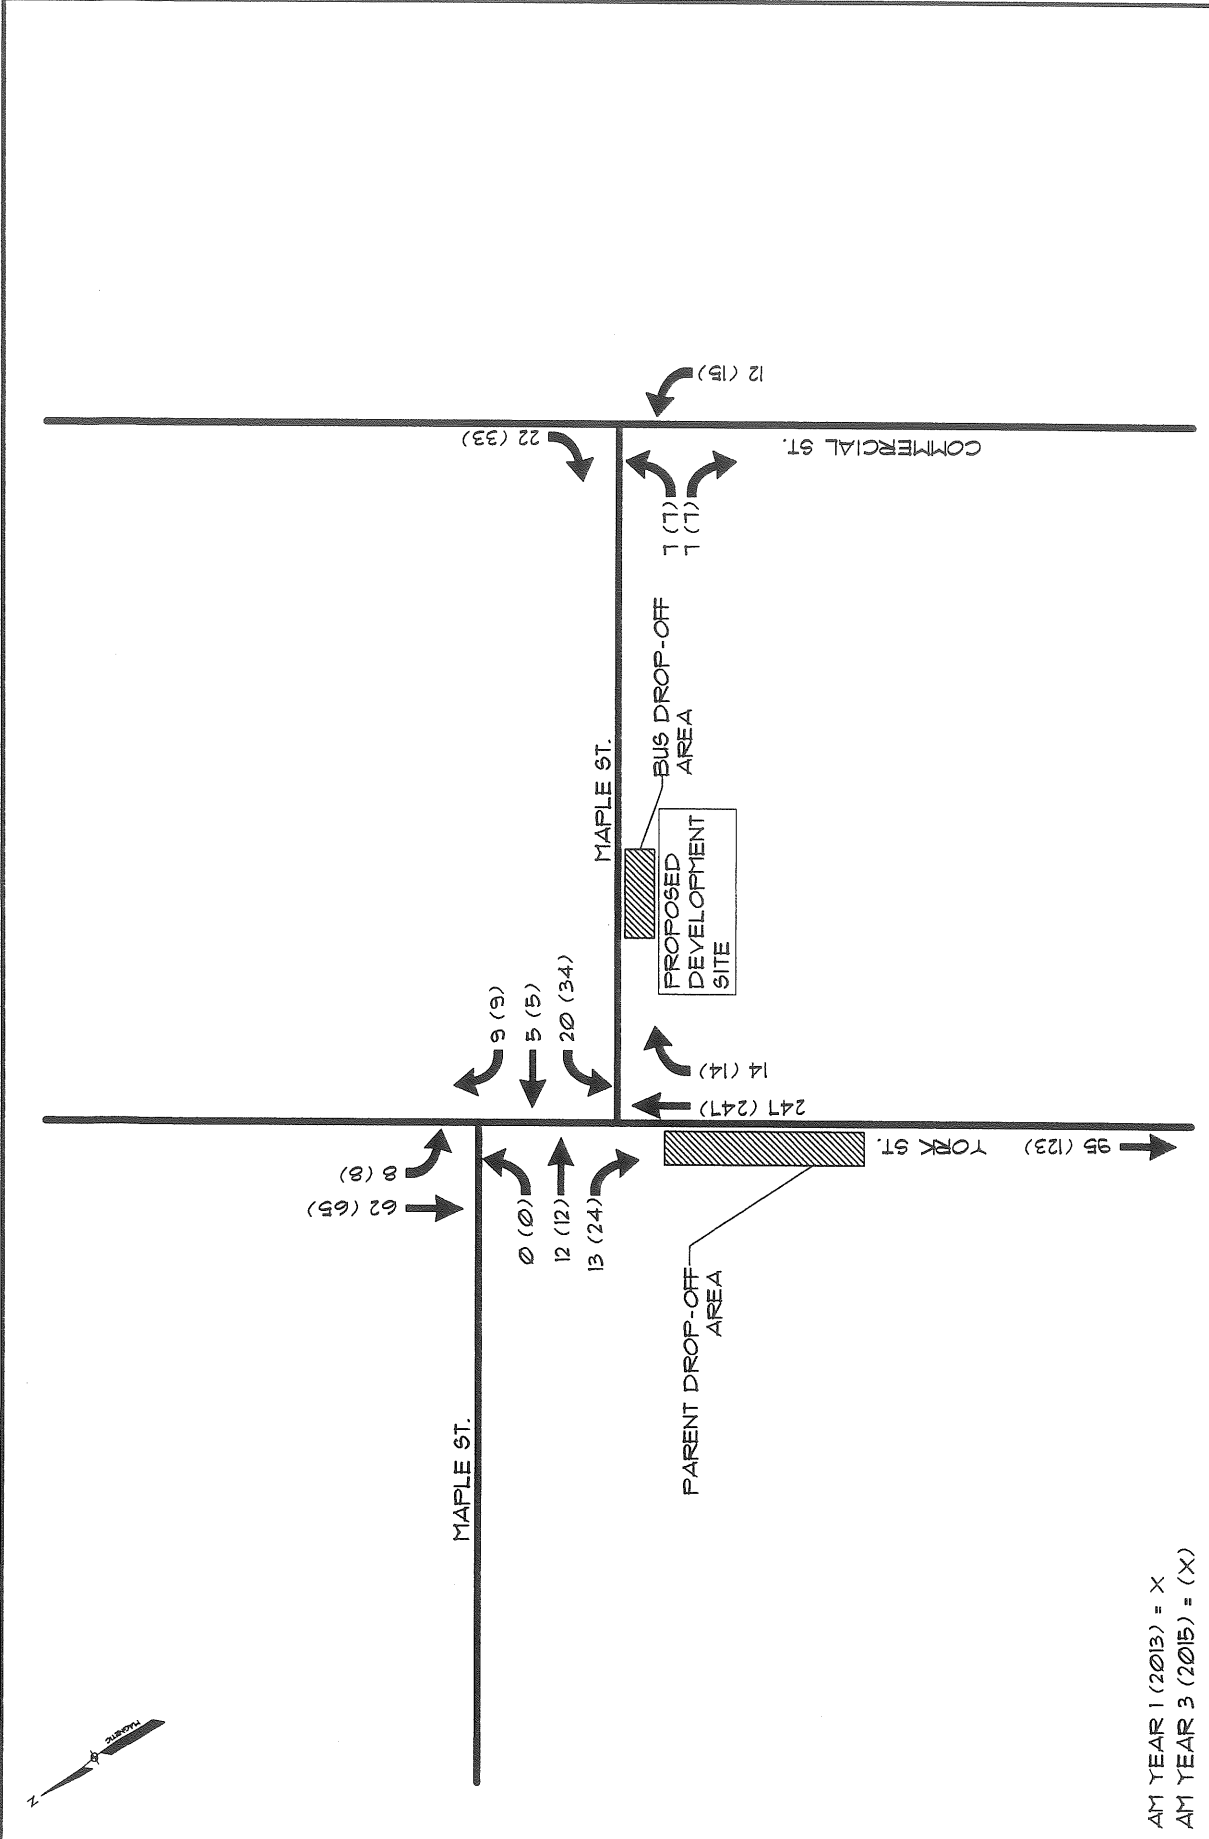 12 (15)
22 (33)
COMMERCIAL ST.
7 (7)
7 (7)
BUS DROP-OFF
AREA
MAPLE ST.
PROPOSED
DEVELOPMENT
SITE
9 (9)
5 (5)
20 (34)
14 (14)
247 (247)
YORK ST.
95 (123)
8 (8)
62 (65)
0 (0)
12 (12)
13 (24)
PARENT DROP-OFF
AREA
MAPLE ST.
N
MAGNETIC
AM YEAR 1 (2013) = X
AM YEAR 3 (2015) = (X)